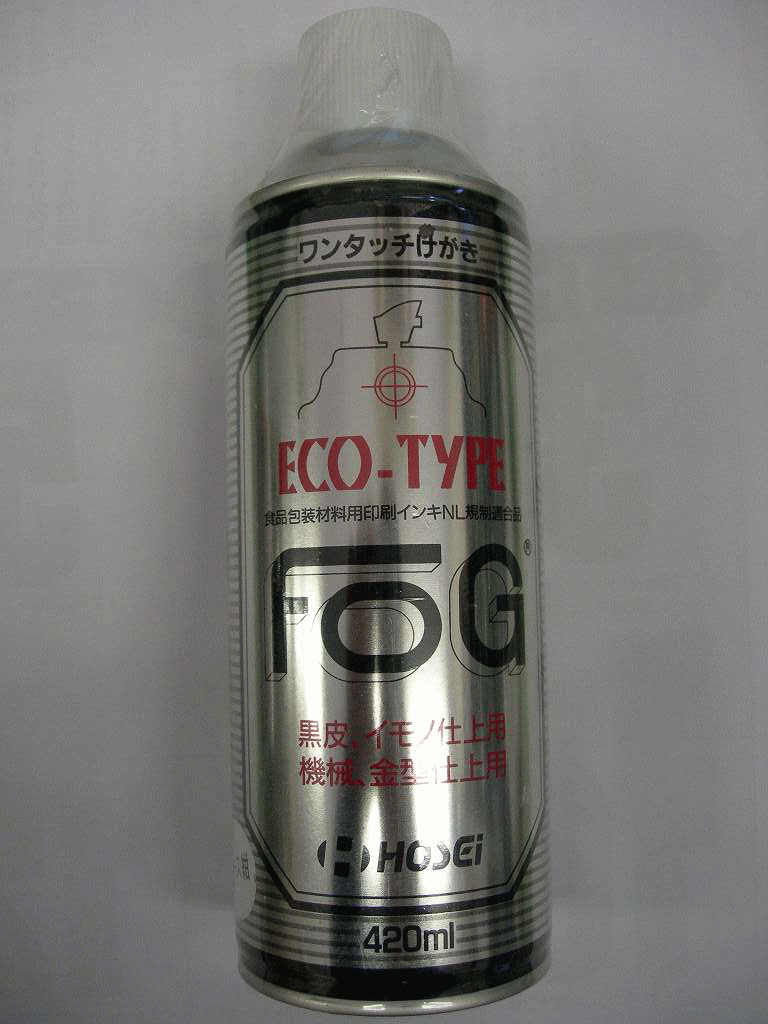 ワンタッチけがき
ECO-TYPE
食品包装材料用印刷インキNL規制適合品
FOG®
黒皮、イモノ仕上用
機械、金型仕上用
HOSEi
420ml